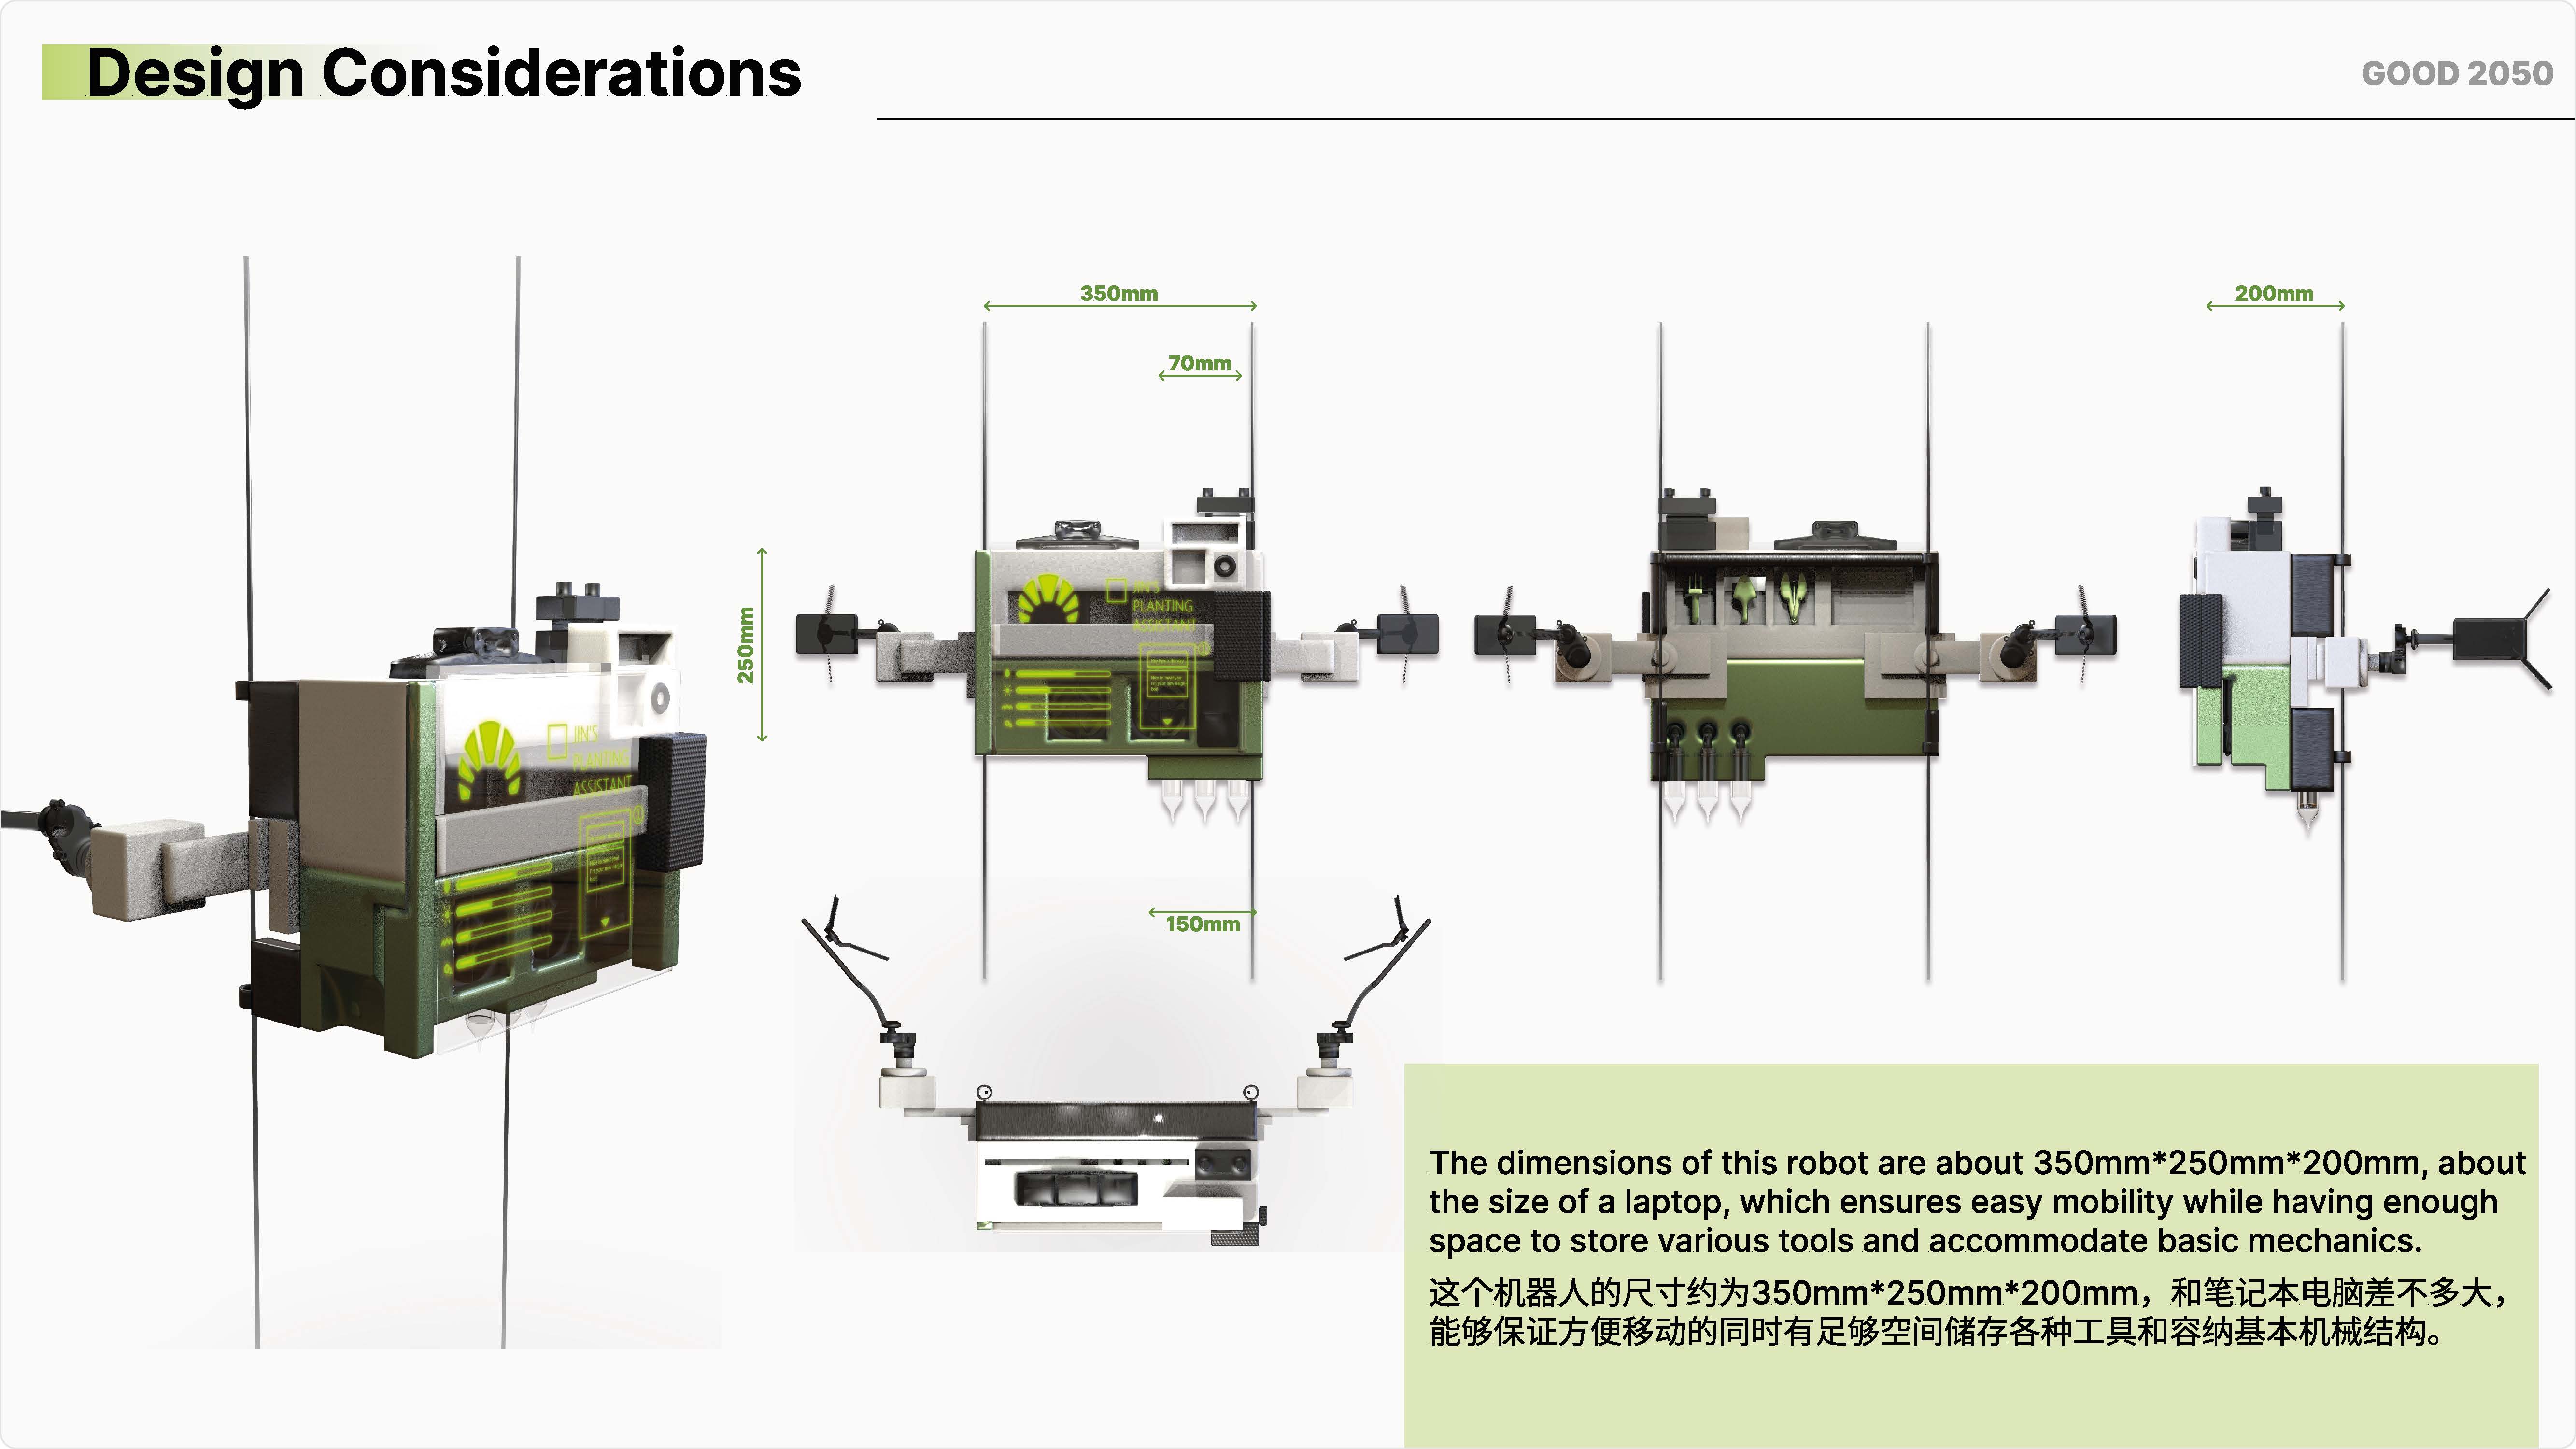 Design Considerations
GOOD 2050
350mm
200mm
70mm
250mm
JIN'S
PLANTING
ASSISTANT
JIN'S
PLANTING
ASSISTANT
150mm
The dimensions of this robot are about 350mm*250mm*200mm, about
the size of a laptop, which ensures easy mobility while having enough
space to store various tools and accommodate basic mechanics.
这个机器人的尺寸约为350mm*250mm*200mm，和笔记本电脑差不多大，
能够保证方便移动的同时有足够空间储存各种工具和容纳基本机械结构。